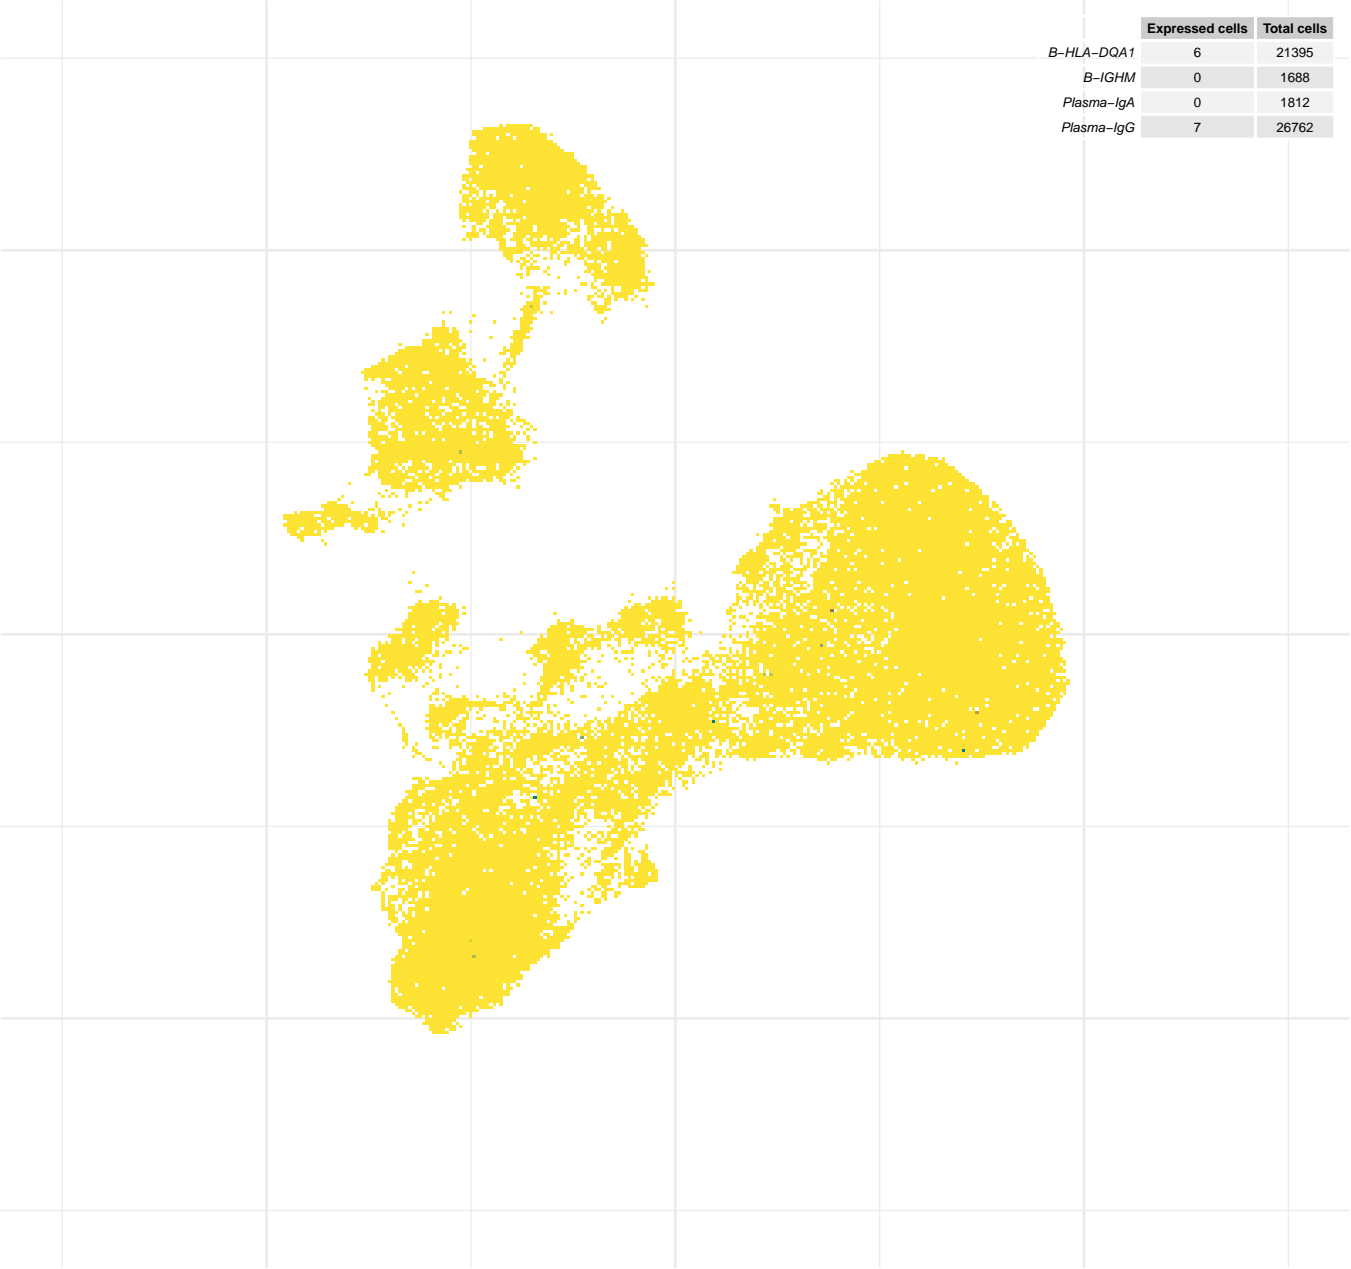 Expressed cells Total cells
B−HLA−DQA1 6 21395
B−IGHM 0 1688
Plasma−IgA 0 1812
Plasma−IgG 7 26762